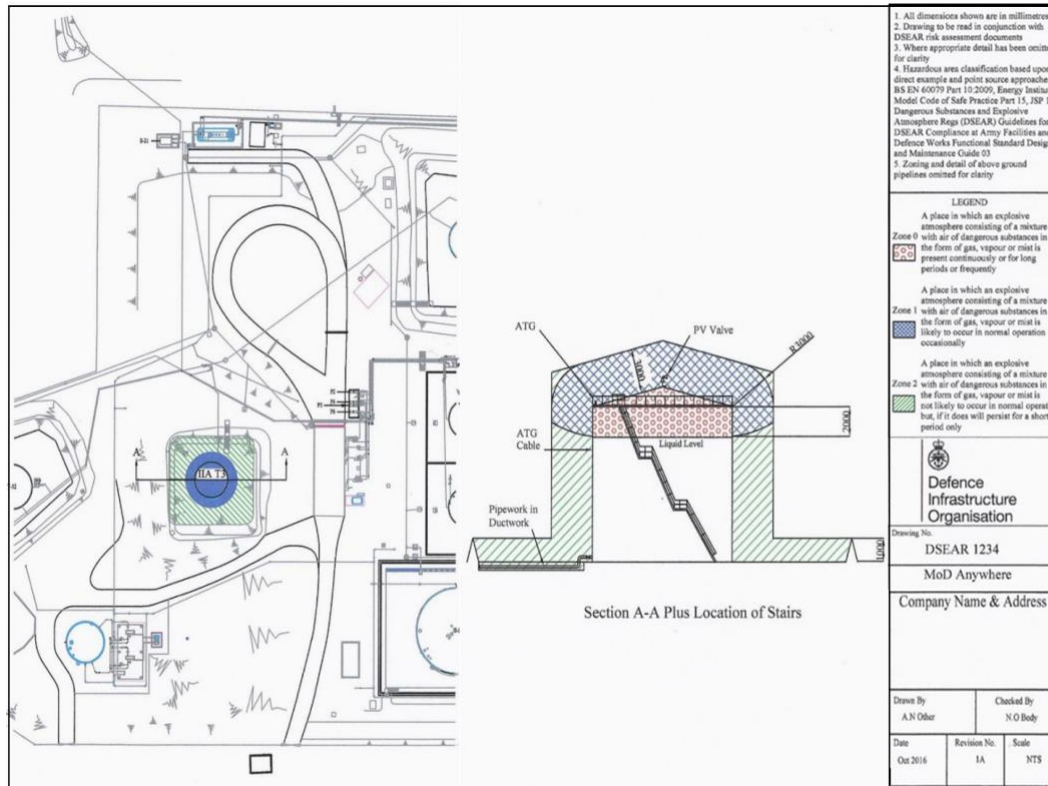 1. All dimensions shown are in millimetres
2. Drawing to be read in conjunction with
DSEAR risk assessment documents
3. Where appropriate detail has been omitte
for clarity
4. Hazardous area classification based upon
direct example and point source approache
BS EN 60079 Part 10:2009, Energy Institu
Model Code of Safe Practice Part 15, JSP
Dangerous Substances and Explosive
Atmosphere Regs (DSEAR) Guidelines for
DSEAR Compliance at Army Facilities and
Defence Works Functional Standard Desig
and Maintenance Guide 03
5. Zoning and detail of above ground
pipelines omitted for clarity
LEGEND
A place in which an explosive
atmosphere consisting of a mixture
Zone 0 with air of dangerous substances in
the form of gas, vapour or mist is
present continuously or for long
periods or frequently
A place in which an explosive
atmosphere consisting of a mixture
Zone 1 with air of dangerous substances in
the form of gas, vapour or mist is
likely to occur in normal operation
occasionally
A place in which an explosive
atmosphere consisting of a mixture
Zone 2 with air of dangerous substances in
the form of gas, vapour or mist is
not likely to occur in normal operat
but, if it does will persist for a short
period only
Defence
Infrastructure
Organisation
Drawing No.
DSEAR 1234
MoD Anywhere
Company Name & Address
Drawn By
A.N Other
Checked By
N.O Body
Date
Oct 2016
Revision No.
1A
Scale
NTS
ATG
PV Valve
R3000
3000
2000
Liquid Level
ATG
Cable
Pipework in
Ductwork
1000
Section A-A Plus Location of Stairs
A
A
IIA T3